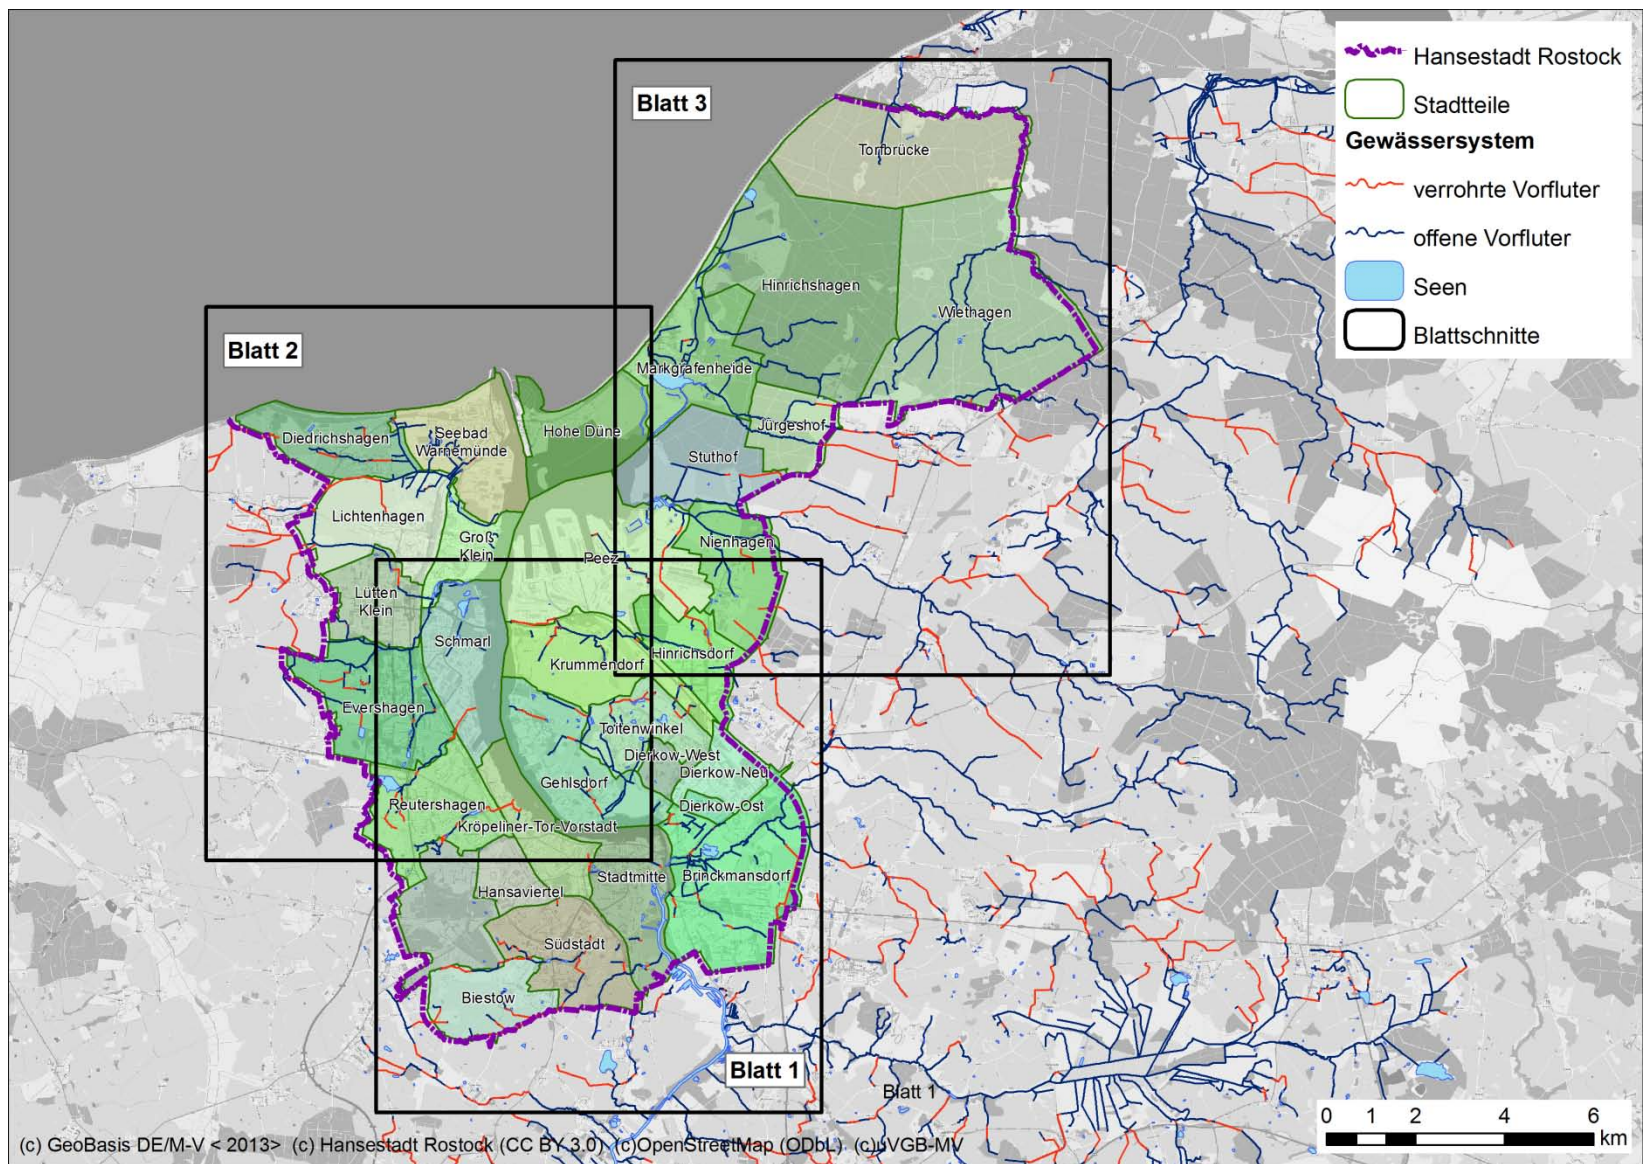 Hansestadt Rostock
Stadtteile
Gewässersystem
verrohrte Vorfluter
offene Vorfluter
Seen
Blattschnitte
Blatt 3
Torfbrücke
Hinrichshagen
Wiethagen
Blatt 2
Markgrafenheide
Diedrichshagen
Seebad
Warnemünde
Hohe Düne
Jürgeshof
Stuthof
Lichtenhagen
Groß
Klein
Peez
Nienhagen
Lütten
Klein
Schmarl
Krummendorf
Hinrichsdorf
Evershagen
Toitenwinkel
Dierkow-West
Dierkow-Neu
Gehlsdorf
Dierkow-Ost
Reutershagen
Kröpeliner-Tor-Vorstadt
Hansaviertel
Stadtmitte
Brinckmansdorf
Südstadt
Biestow
Blatt 1
Blatt 1
0 1 2 4 6
km
(c) GeoBasis DE/M-V < 2013> (c) Hansestadt Rostock (CC BY 3.0) (c)OpenStreetMap (ODbL)